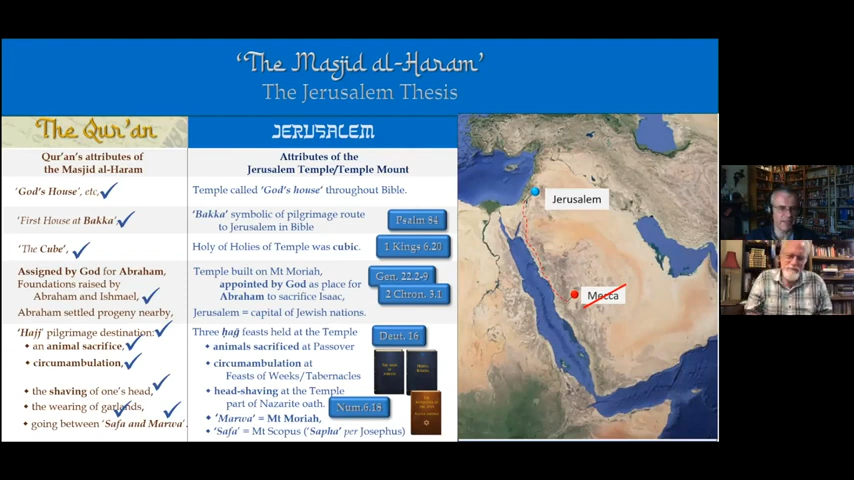 'The Masjid al-Haram'
The Jerusalem Thesis
The Qur'an
Qur'an's attributes of
the Masjid al-Haram
'God's House', etc,
'First House at Bakka'
'The Cube',
Assigned by God for Abraham,
Foundations raised by
Abraham and Ishmael,
Abraham settled progeny nearby,
'Hajj' pilgrimage destination:
• an animal sacrifice,
• circumambulation,
• the shaving of one's head,
• the wearing of garlands,
• going between 'Safa and Marwa'.
JERUSALEM
Attributes of the
Jerusalem Temple/Temple Mount
Temple called 'God's house' throughout Bible.
'Bakka' symbolic of pilgrimage route
to Jerusalem in Bible
Psalm 84
Holy of Holies of Temple was cubic.
1 Kings 6.20
Temple built on Mt Moriah,
appointed by God as place for
Abraham to sacrifice Isaac,
Jerusalem = capital of Jewish nations.
Gen. 22.2-9
2 Chron. 3.1
Three ḥaḡ feasts held at the Temple
Deut. 16
• animals sacrificed at Passover
• circumambulation at
Feasts of Weeks/Tabernacles
• head-shaving at the Temple
part of Nazarite oath.
Num.6.18
• 'Marwa' = Mt Moriah,
• 'Safa' = Mt Scopus ('Sapha' per Josephus)
Jerusalem
Mecca